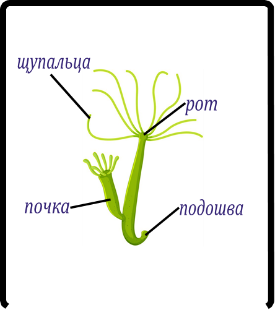 щупальца
рот
почка
подошва